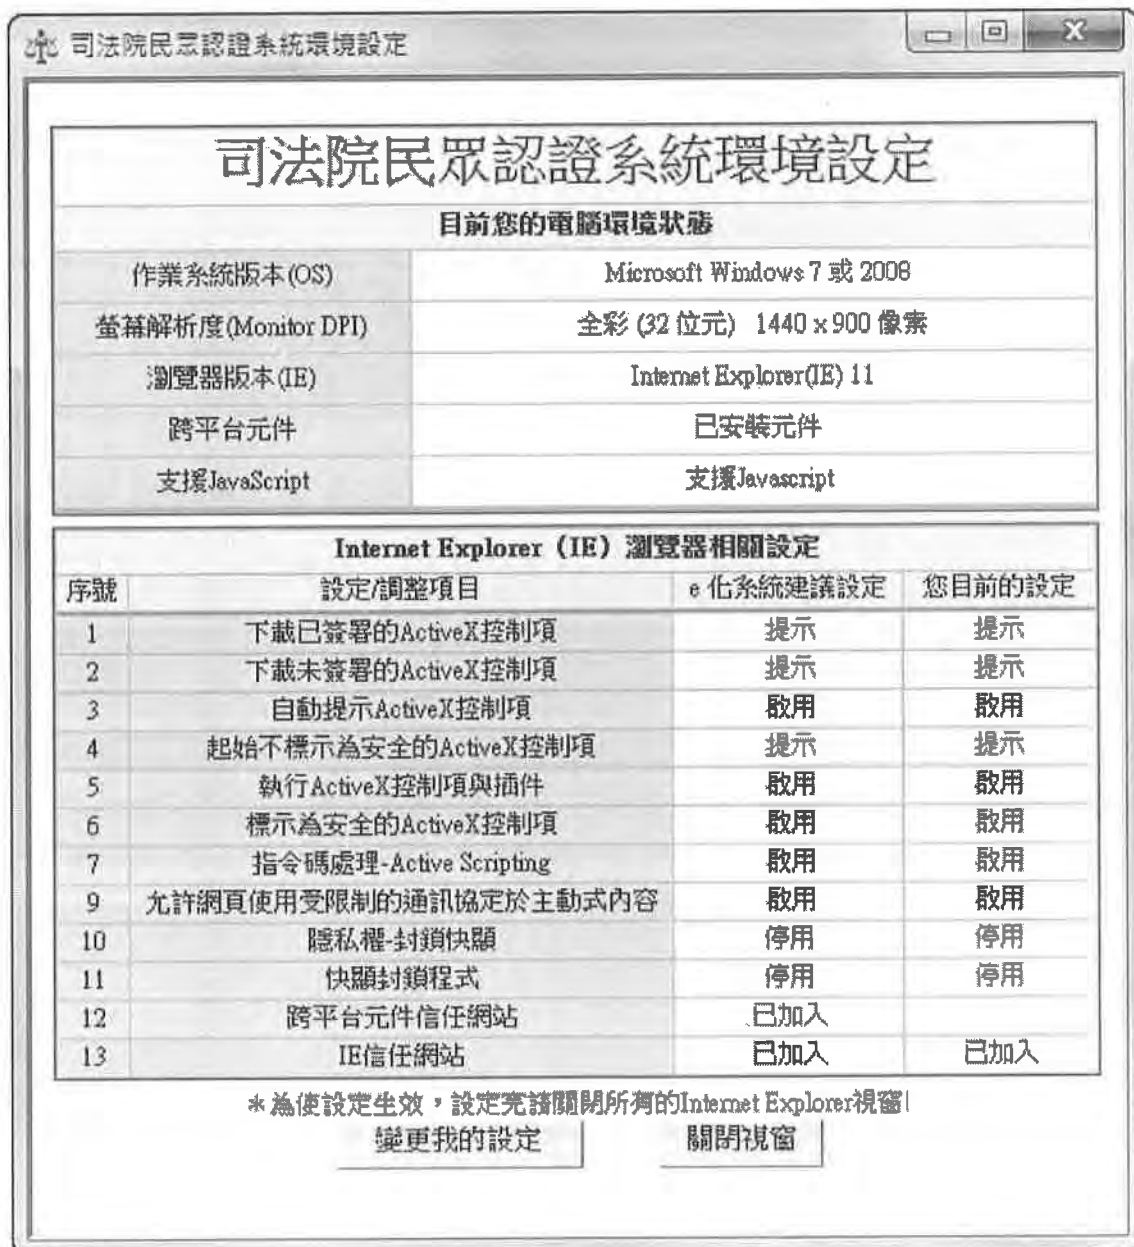 司法院民眾認證系統環境設定
司法院民眾認證系統環境設定
目前您的電腦環境狀態
作業系統版本(OS) Microsoft Windows 7 或 2008
螢幕解析度(Monitor DPI) 全彩 (32 位元) 1440 x 900 像素
瀏覽器版本(IE) Internet Explorer(IE) 11
跨平台元件 已安裝元件
支援JavaScript 支援Javascript
Internet Explorer（IE）瀏覽器相關設定
序號 設定/調整項目 e 化系統建議設定 您目前的設定
1 下載已簽署的ActiveX控制項 提示 提示
2 下載未簽署的ActiveX控制項 提示 提示
3 自動提示ActiveX控制項 啟用 啟用
4 起始不標示為安全的ActiveX控制項 提示 提示
5 執行ActiveX控制項與插件 啟用 啟用
6 標示為安全的ActiveX控制項 啟用 啟用
7 指令碼處理-Active Scripting 啟用 啟用
9 允許網頁使用受限制的通訊協定於主動式內容 啟用 啟用
10 隱私權-封鎖快顯 停用 停用
11 快顯封鎖程式 停用 停用
12 跨平台元件信任網站 已加入
13 IE信任網站 已加入 已加入
*為使設定生效，設定完請關閉所有的Internet Explorer視窗!
變更我的設定 關閉視窗